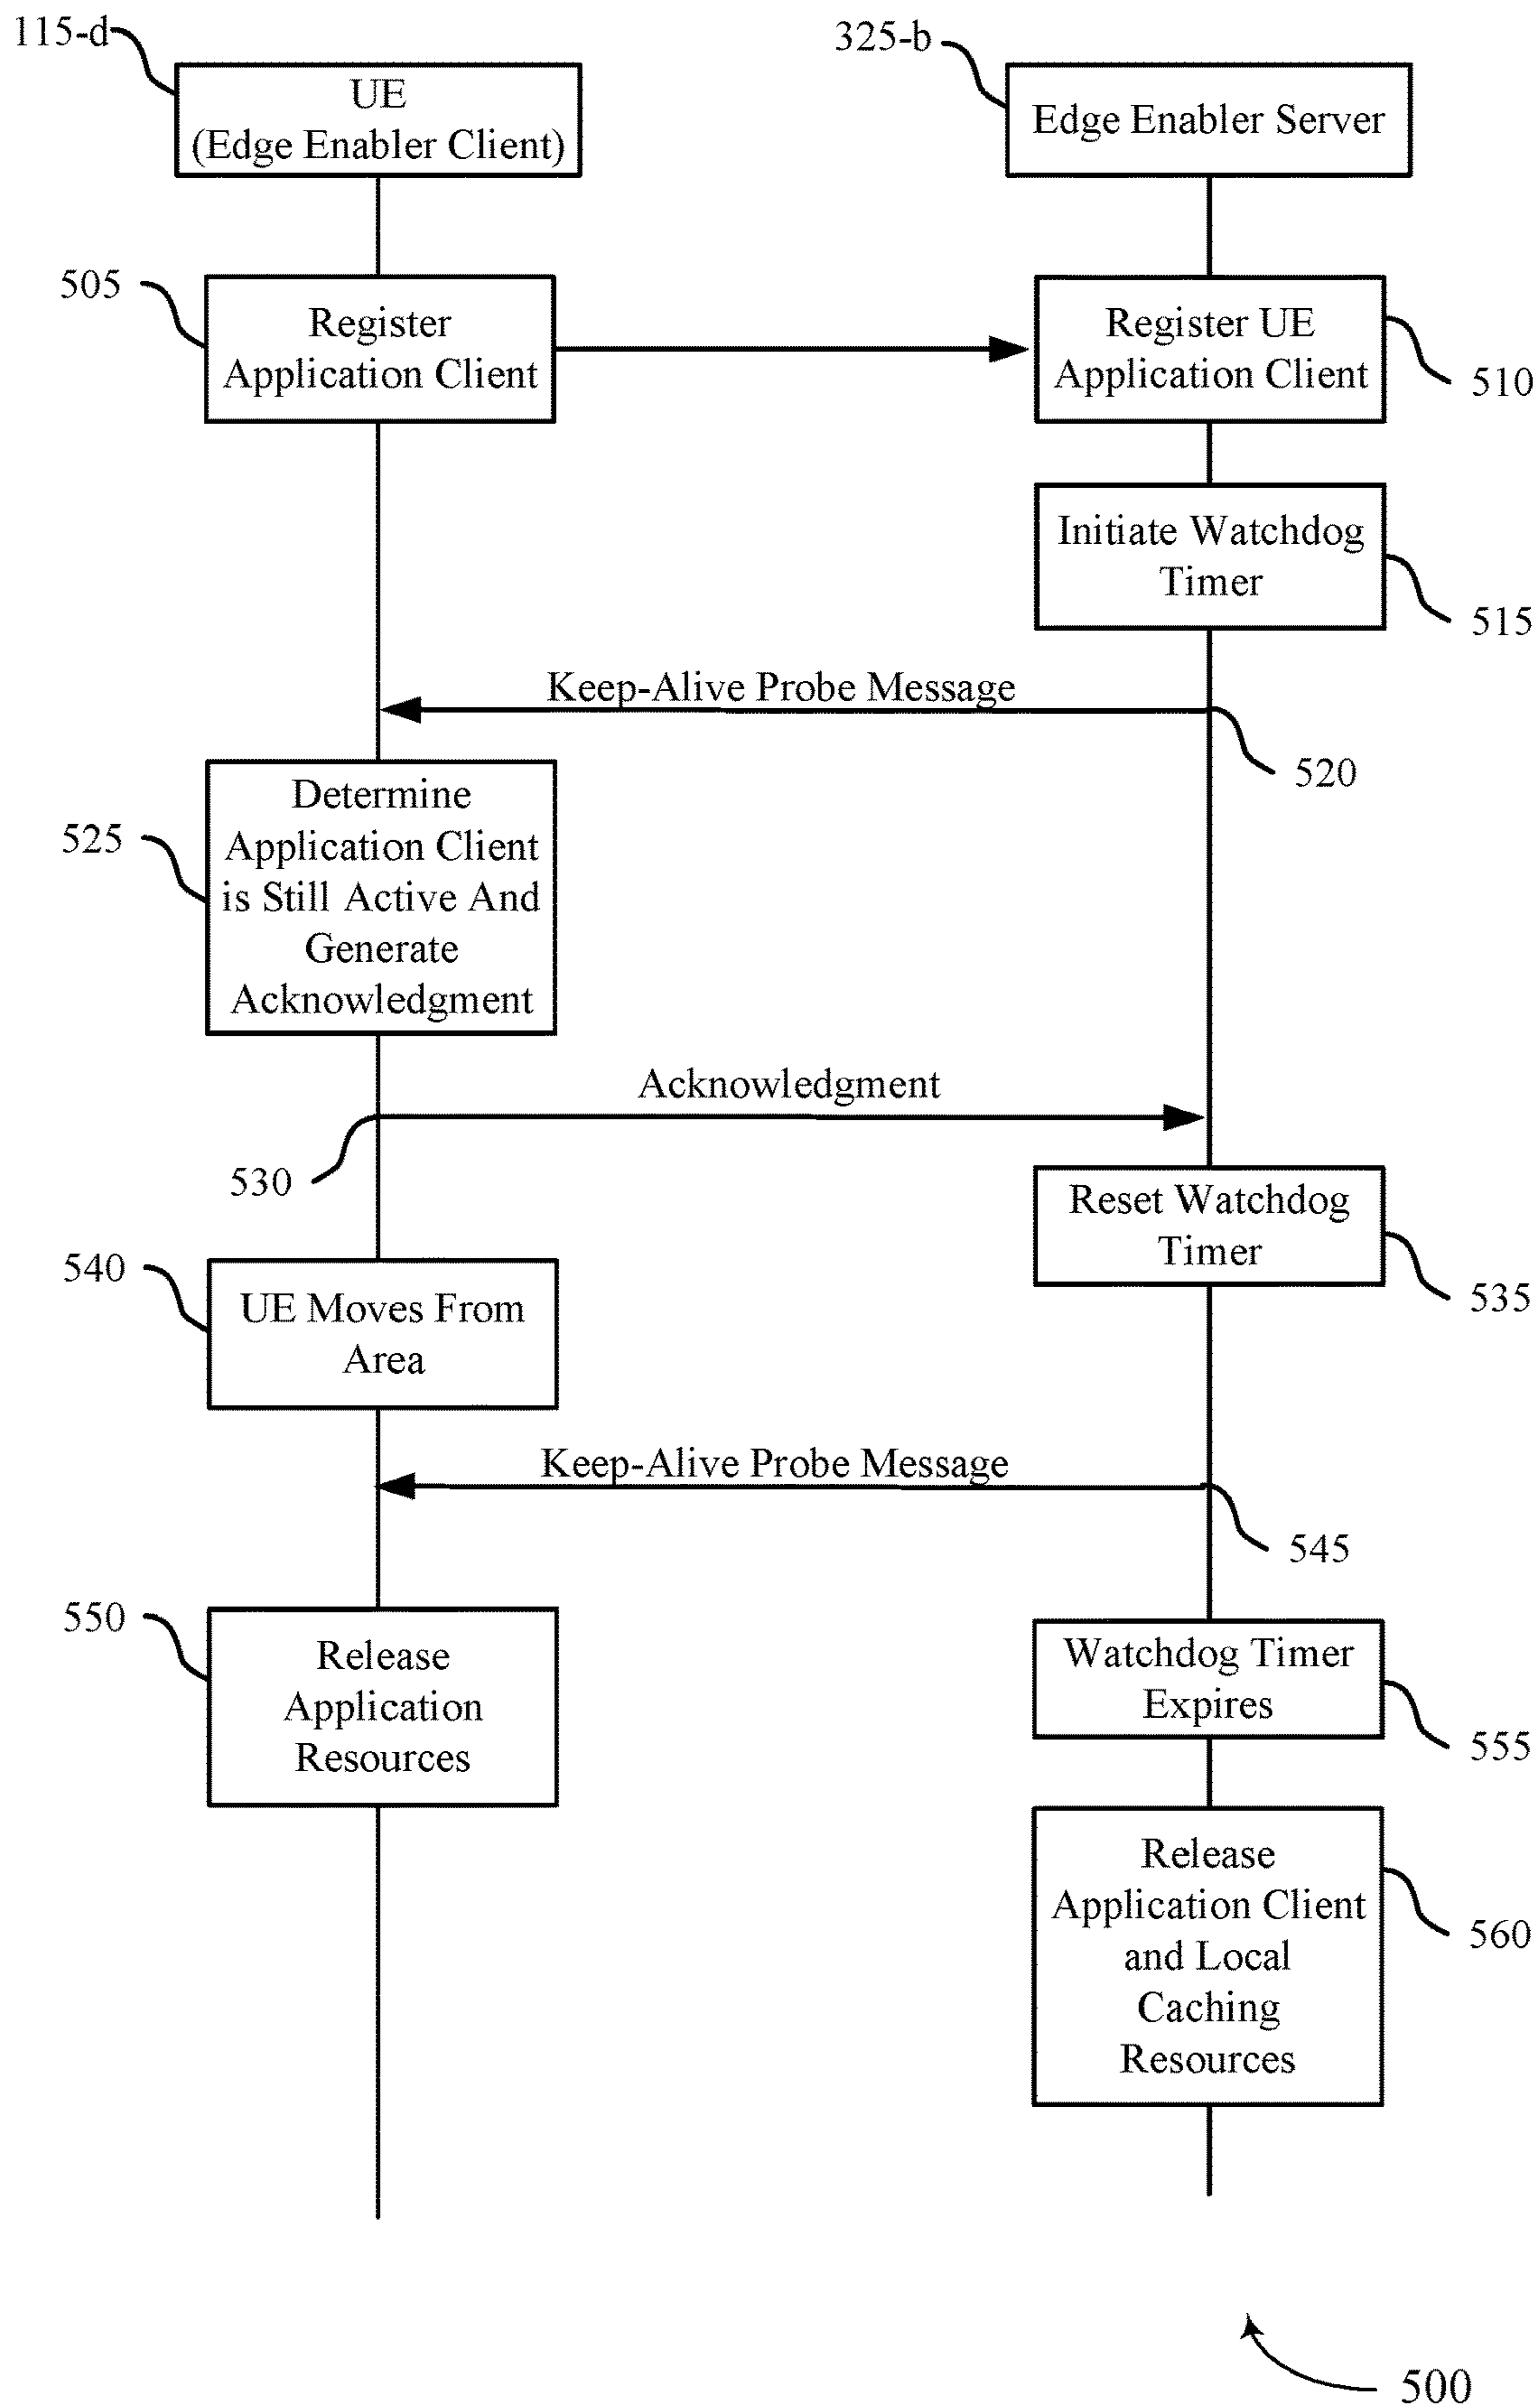 115-d
UE
(Edge Enabler Client)
325-b
Edge Enabler Server
505
Register
Application Client
Register UE
Application Client
510
Initiate Watchdog
Timer
515
Keep-Alive Probe Message
520
525
Determine
Application Client
is Still Active And
Generate
Acknowledgment
Acknowledgment
530
Reset Watchdog
Timer
535
540
UE Moves From
Area
Keep-Alive Probe Message
545
550
Release
Application
Resources
Watchdog Timer
Expires
555
Release
Application Client
and Local
Caching
Resources
560
500